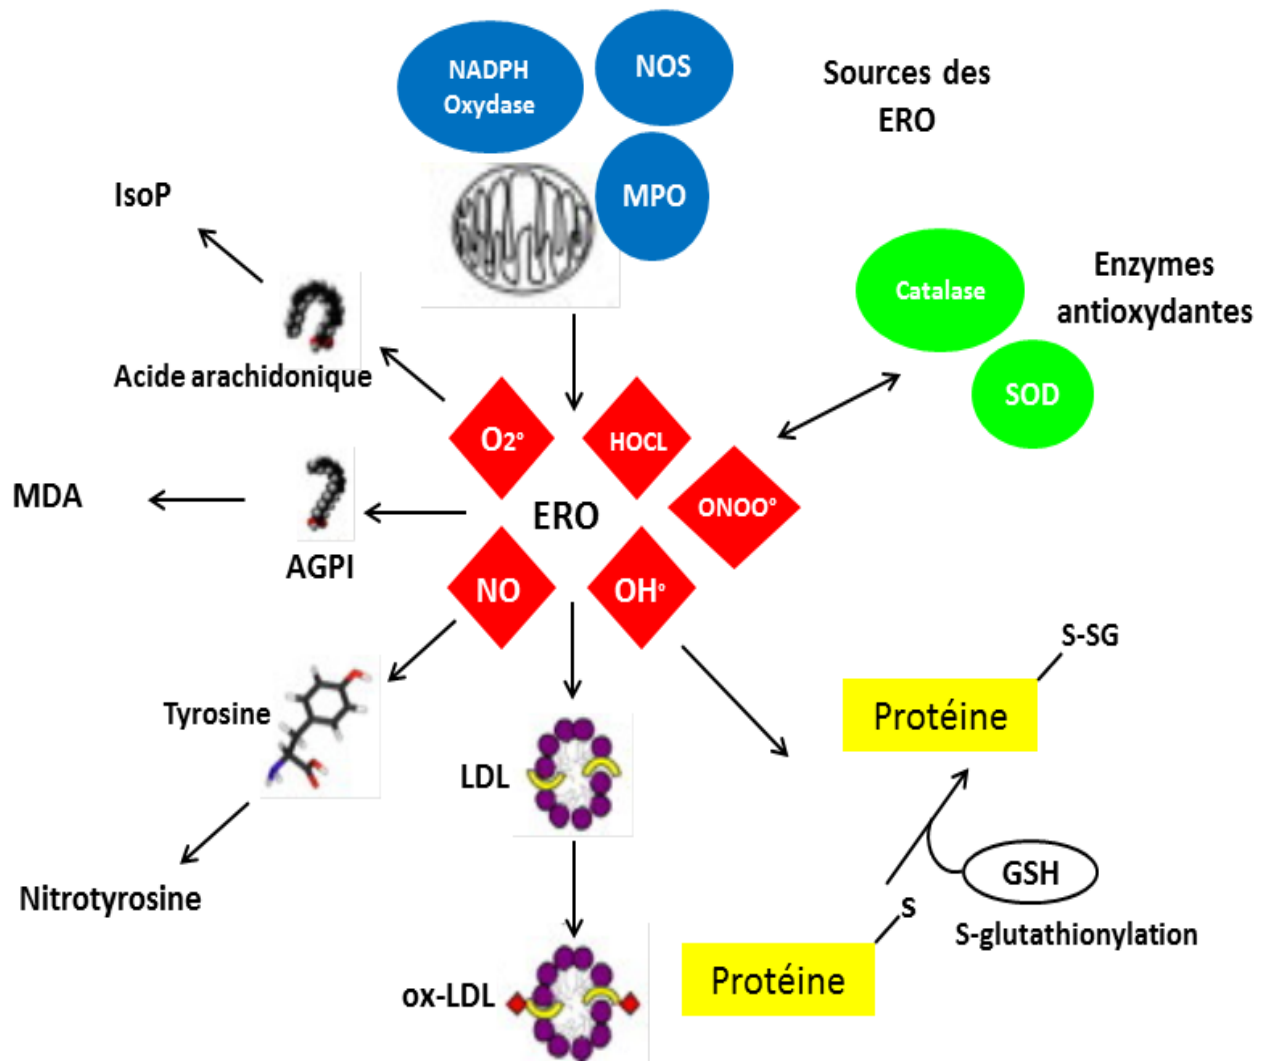 NADPH
Oxydase
NOS
Sources des
ERO
MPO
IsoP
Catalase
Enzymes
antioxydantes
SOD
Acide arachidonique
O2°
HOCL
MDA
ERO
ONOO°
AGPI
NO
OH°
S-SG
Protéine
Tyrosine
LDL
GSH
Nitrotyrosine
S
S-glutathionylation
Protéine
ox-LDL